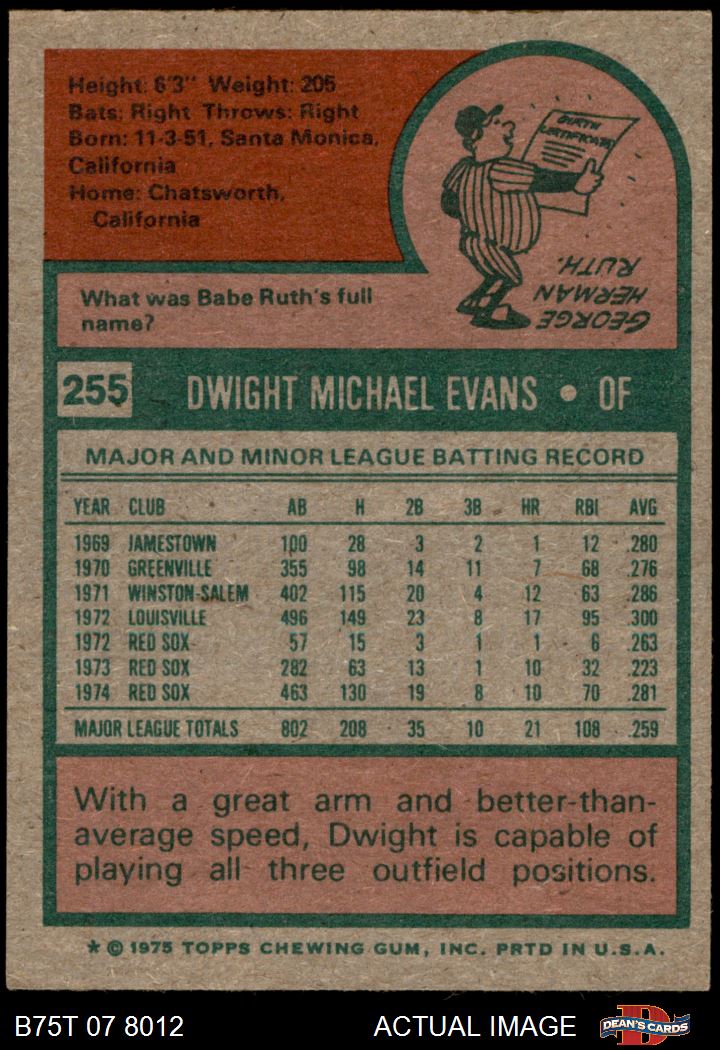 Height: 6'3" Weight: 205
Bats: Right Throws: Right
Born: 11-3-51, Santa Monica,
California
Home: Chatsworth,
California
BIRTH
CERTIFICATE
GEORGE
HERMAN
RUTH.
What was Babe Ruth's full
name?
255 DWIGHT MICHAEL EVANS • OF
MAJOR AND MINOR LEAGUE BATTING RECORD
YEAR CLUB AB H 2B 3B HR RBI AVG
1969 JAMESTOWN 100 28 3 2 1 12 .280
1970 GREENVILLE 355 98 14 11 7 68 .276
1971 WINSTON-SALEM 402 115 20 4 12 63 .286
1972 LOUISVILLE 496 149 23 8 17 95 .300
1972 RED SOX 57 15 3 1 1 6 .263
1973 RED SOX 282 63 13 1 10 32 .223
1974 RED SOX 463 130 19 8 10 70 .281
MAJOR LEAGUE TOTALS 802 208 35 10 21 108 .259
With a great arm and better-than-
average speed, Dwight is capable of
playing all three outfield positions.
* © 1975 TOPPS CHEWING GUM, INC. PRTD IN U.S.A.
B75T 07 8012 ACTUAL IMAGE DEAN'S CARDS